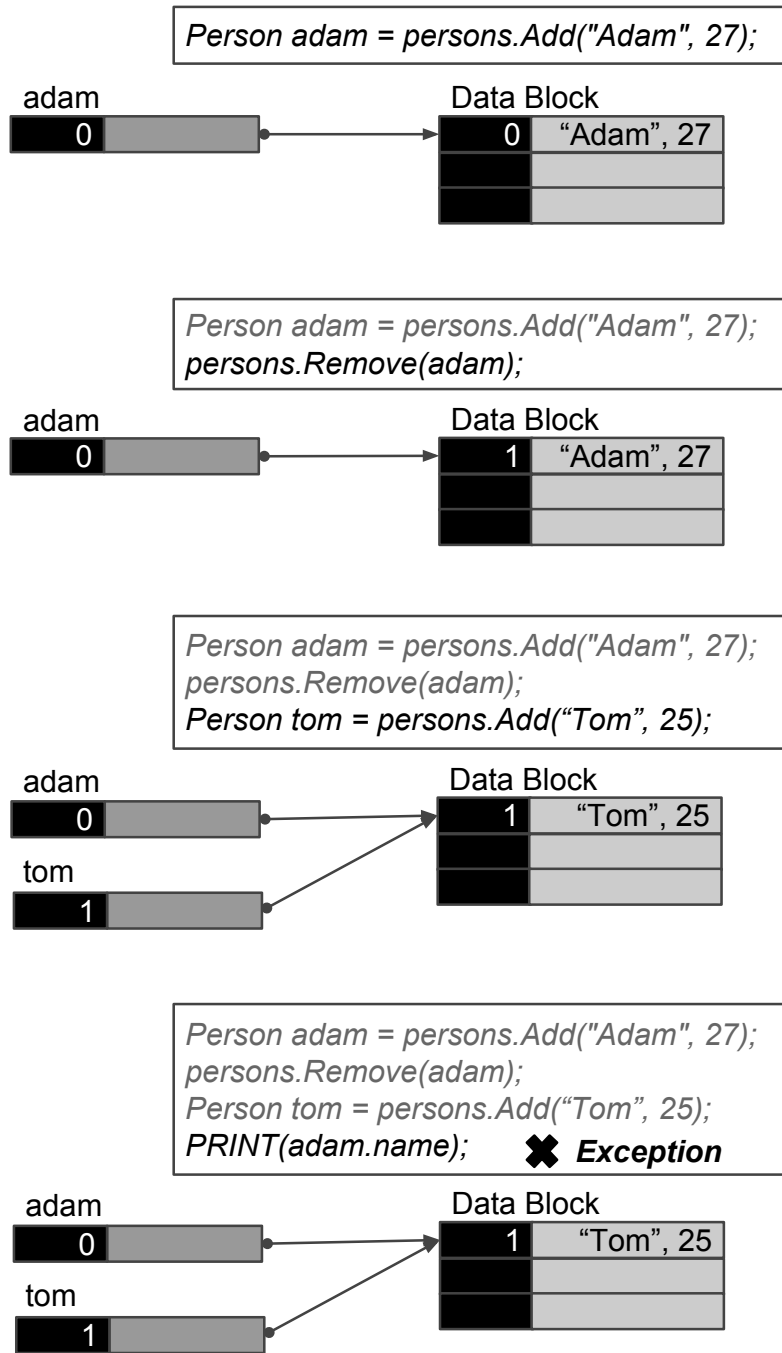 Person adam = persons.Add("Adam", 27);
adam
Data Block
0
0 “Adam”, 27
Person adam = persons.Add("Adam", 27);
persons.Remove(adam);
adam
Data Block
0
1 “Adam”, 27
Person adam = persons.Add("Adam", 27);
persons.Remove(adam);
Person tom = persons.Add(“Tom”, 25);
adam
Data Block
0
1 “Tom”, 25
tom
1
Person adam = persons.Add("Adam", 27);
persons.Remove(adam);
Person tom = persons.Add(“Tom”, 25);
PRINT(adam.name); ✖ Exception
adam
Data Block
0
1 “Tom”, 25
tom
1